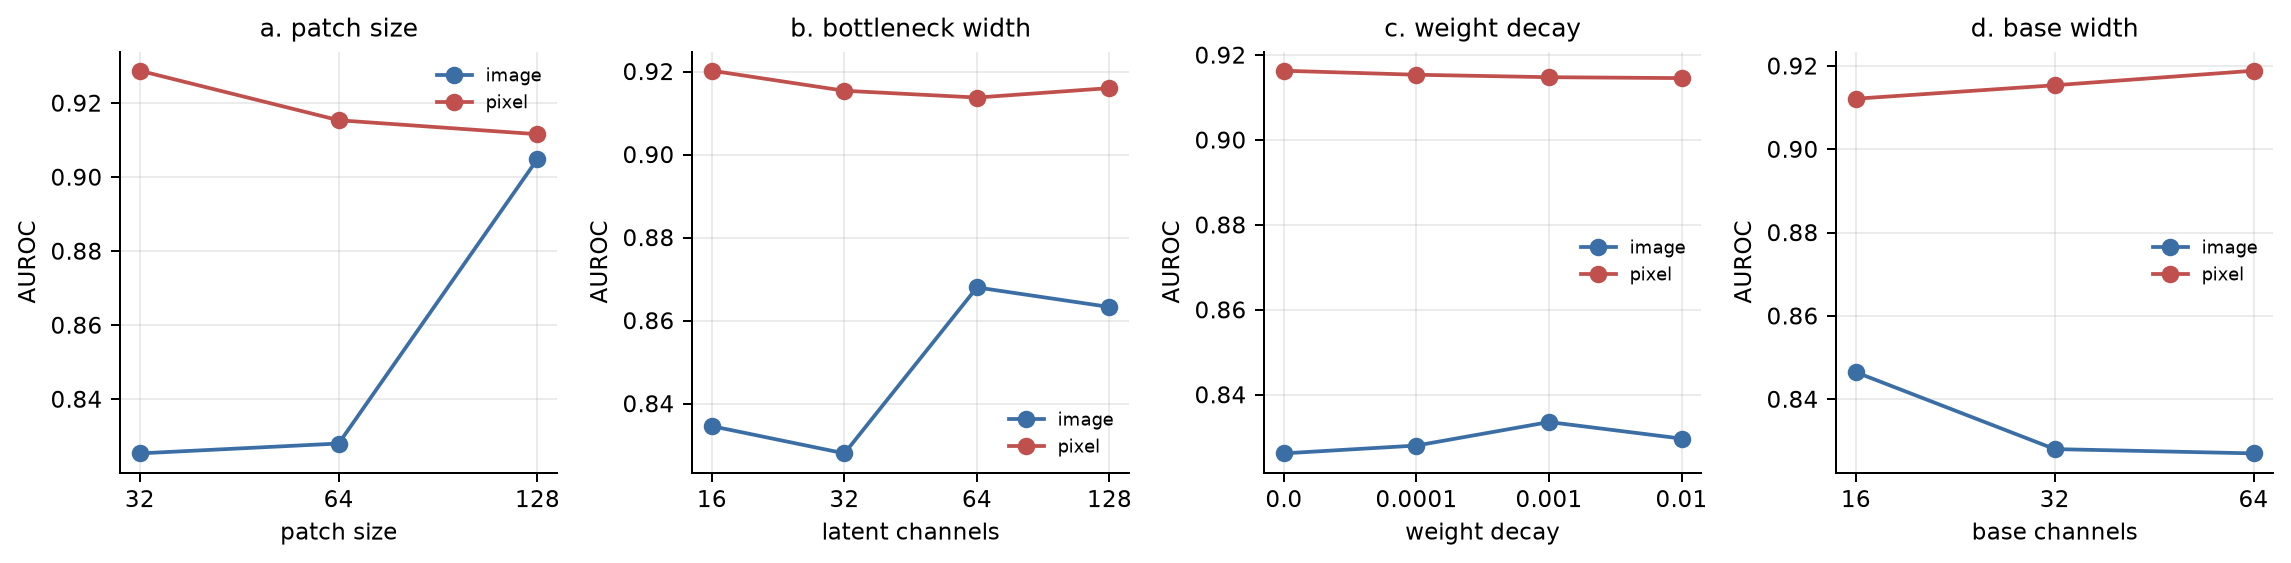 a. patch size
AUROC
0.92
0.90
0.88
0.86
0.84
32 64 128
patch size
image
pixel
b. bottleneck width
AUROC
0.92
0.90
0.88
0.86
0.84
16 32 64 128
latent channels
image
pixel
c. weight decay
AUROC
0.92
0.90
0.88
0.86
0.84
0.0 0.0001 0.001 0.01
weight decay
image
pixel
d. base width
AUROC
0.92
0.90
0.88
0.86
0.84
16 32 64
base channels
image
pixel